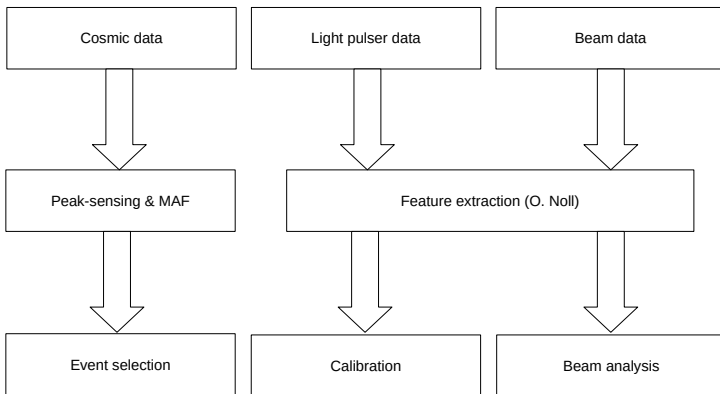 Cosmic data
Light pulser data
Beam data
Peak-sensing & MAF
Feature extraction (O. Noll)
Event selection
Calibration
Beam analysis